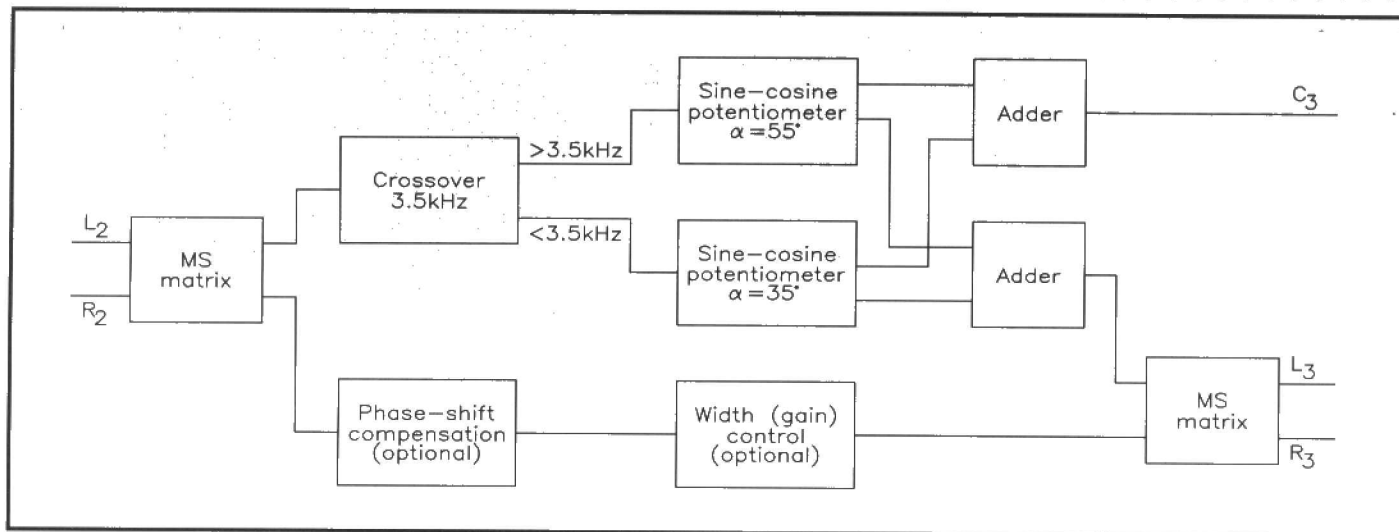 L2
R2
MS
matrix
Crossover
3.5kHz
>3.5kHz
<3.5kHz
Sine-cosine
potentiometer
α=55°
Sine-cosine
potentiometer
α=35°
Adder
Adder
C3
Phase-shift
compensation
(optional)
Width (gain)
control
(optional)
MS
matrix
L3
R3